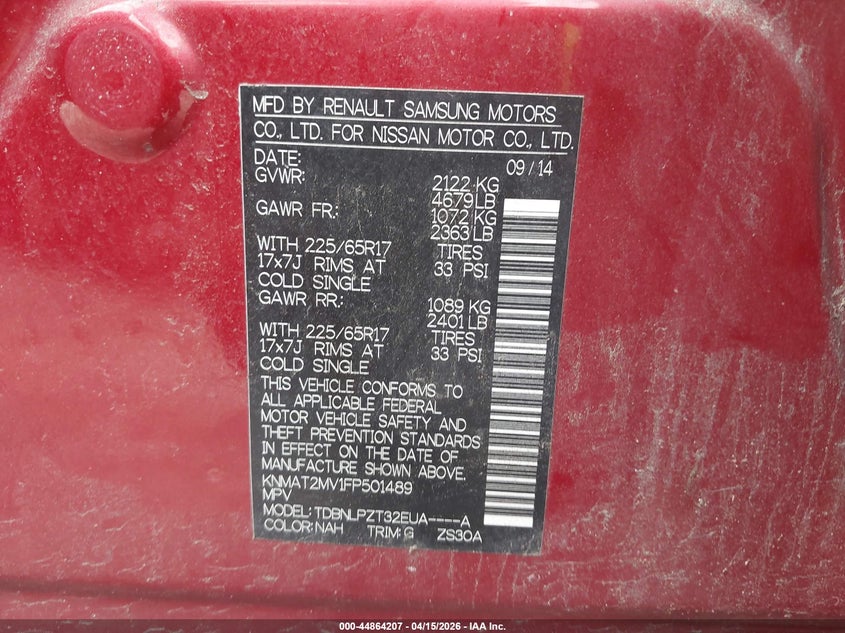 MFD BY RENAULT SAMSUNG MOTORS
CO., LTD. FOR NISSAN MOTOR CO., LTD.
DATE: 09/14
GVWR: 2122 KG
4679 LB
GAWR FR.: 1072 KG
2363 LB
WITH 225/65R17 TIRES
17x7J RIMS AT 33 PSI
COLD SINGLE
GAWR RR.: 1089 KG
2401 LB
WITH 225/65R17 TIRES
17x7J RIMS AT 33 PSI
COLD SINGLE
THIS VEHICLE CONFORMS TO
ALL APPLICABLE FEDERAL
MOTOR VEHICLE SAFETY AND
THEFT PREVENTION STANDARDS
IN EFFECT ON THE DATE OF
MANUFACTURE SHOWN ABOVE.
KNMAT2MV1FP501489
MPV
MODEL: TDBNLPZT32EUA----A
COLOR: NAH TRIM: G ZS30A
000-44864207 - 04/15/2026 - IAA Inc.